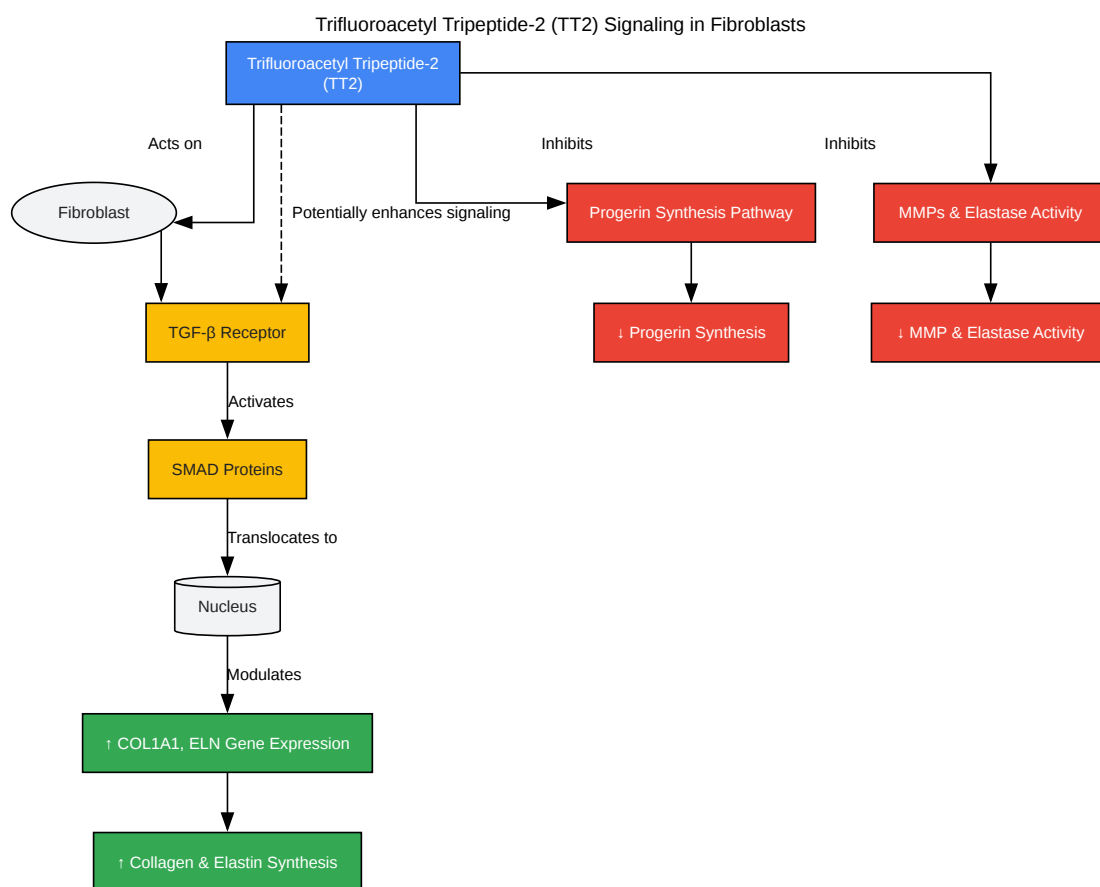 Trifluoroacetyl Tripeptide-2 (TT2) Signaling in Fibroblasts
Trifluoroacetyl Tripeptide-2
(TT2)
Acts on
Inhibits
Inhibits
Fibroblast
Potentially enhances signaling
Progerin Synthesis Pathway
MMPs & Elastase Activity
TGF-β Receptor
↓ Progerin Synthesis
↓ MMP & Elastase Activity
Activates
SMAD Proteins
Translocates to
Nucleus
Modulates
↑ COL1A1, ELN Gene Expression
↑ Collagen & Elastin Synthesis